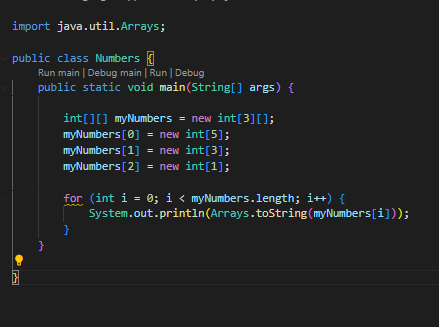 import java.util.Arrays;
public class Numbers {
Run main | Debug main | Run | Debug
public static void main(String[] args) {
int[][] myNumbers = new int[3][];
myNumbers[0] = new int[5];
myNumbers[1] = new int[3];
myNumbers[2] = new int[1];
for (int i = 0; i < myNumbers.length; i++) {
System.out.println(Arrays.toString(myNumbers[i]));
}
}
}